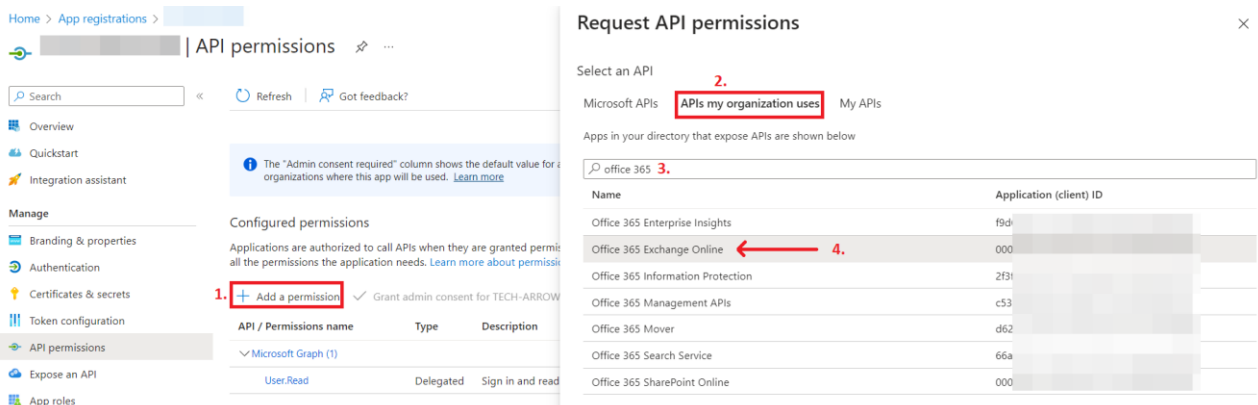 Home > App registrations >
| API permissions ...
Search «
Overview
Quickstart
Integration assistant
Manage
Branding & properties
Authentication
Certificates & secrets
Token configuration
API permissions
Expose an API
App roles
Refresh Got feedback?
The "Admin consent required" column shows the default value for a
organizations where this app will be used. Learn more
Configured permissions
Applications are authorized to call APIs when they are granted permis
all the permissions the application needs. Learn more about permissio
1. + Add a permission Grant admin consent for TECH-ARROW
API / Permissions name Type Description
Microsoft Graph (1)
User.Read Delegated Sign in and read
Request API permissions
Select an API
2.
Microsoft APIs APIs my organization uses My APIs
Apps in your directory that expose APIs are shown below
office 365 3.
Name Application (client) ID
Office 365 Enterprise Insights
Office 365 Exchange Online 4. 000
Office 365 Information Protection 2f3
Office 365 Management APIs c53
Office 365 Mover d62
Office 365 Search Service 66a
Office 365 SharePoint Online 000